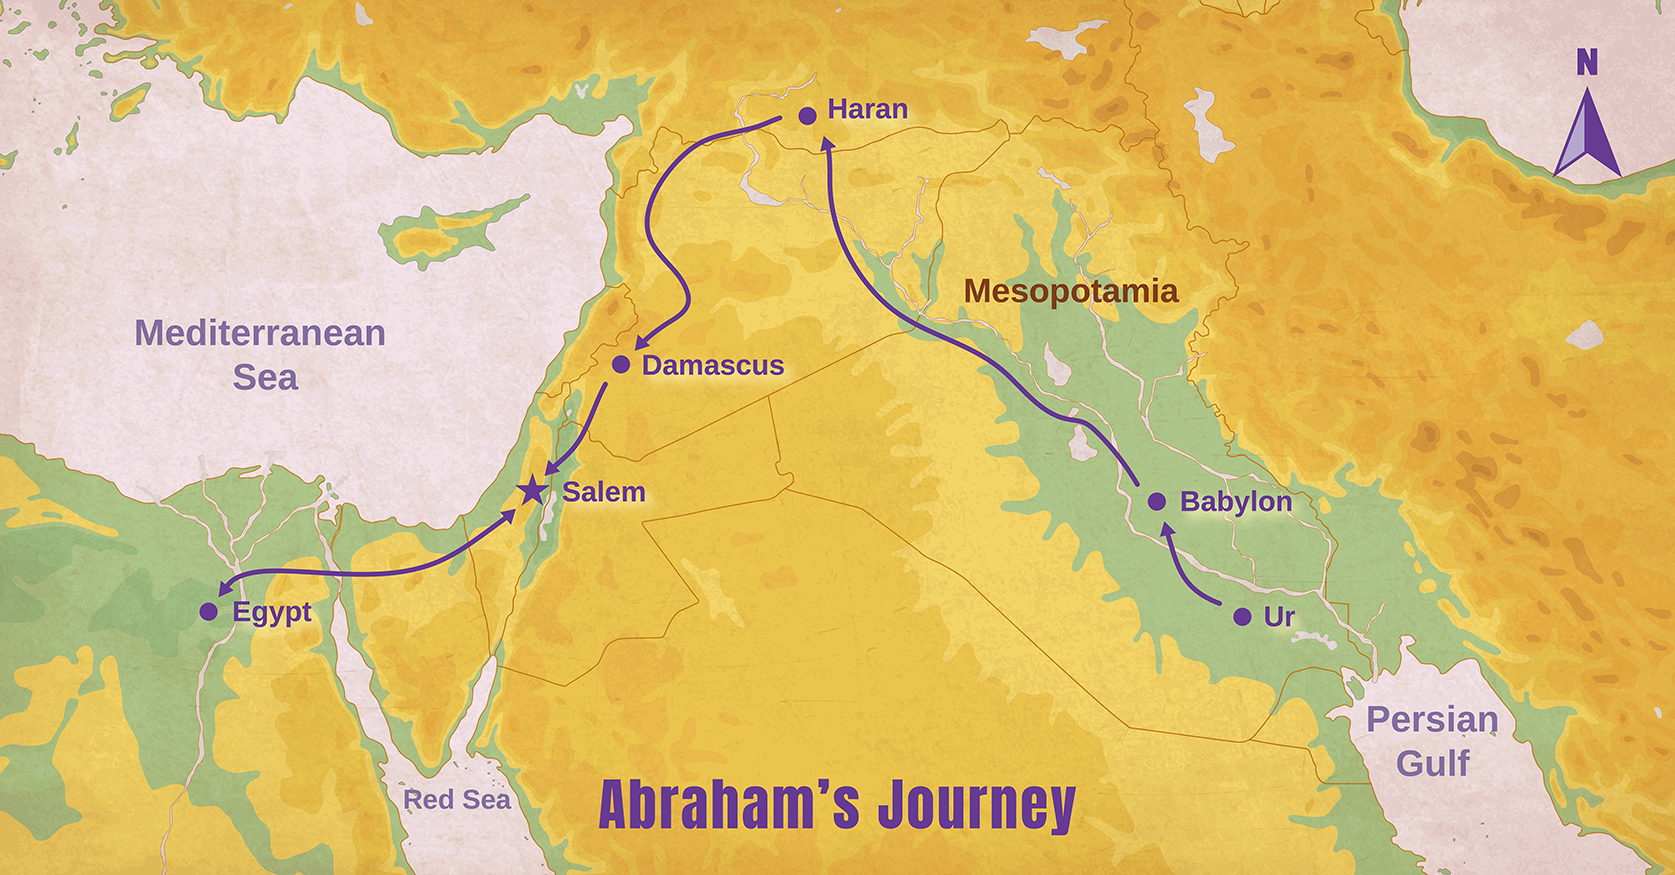 N
Haran
Mesopotamia
Mediterranean
Sea
Damascus
Salem
Babylon
Egypt
Ur
Persian
Gulf
Red Sea
Abraham’s Journey